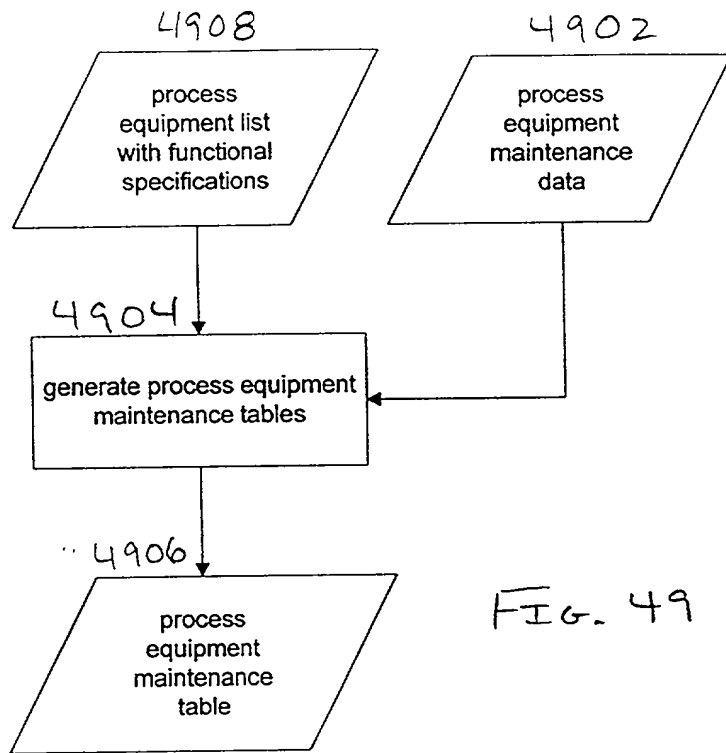 4908
4902
process
equipment list
with functional
specifications
process
equipment
maintenance
data
4904
generate process equipment
maintenance tables
4906
process
equipment
maintenance
table
FIG. 49